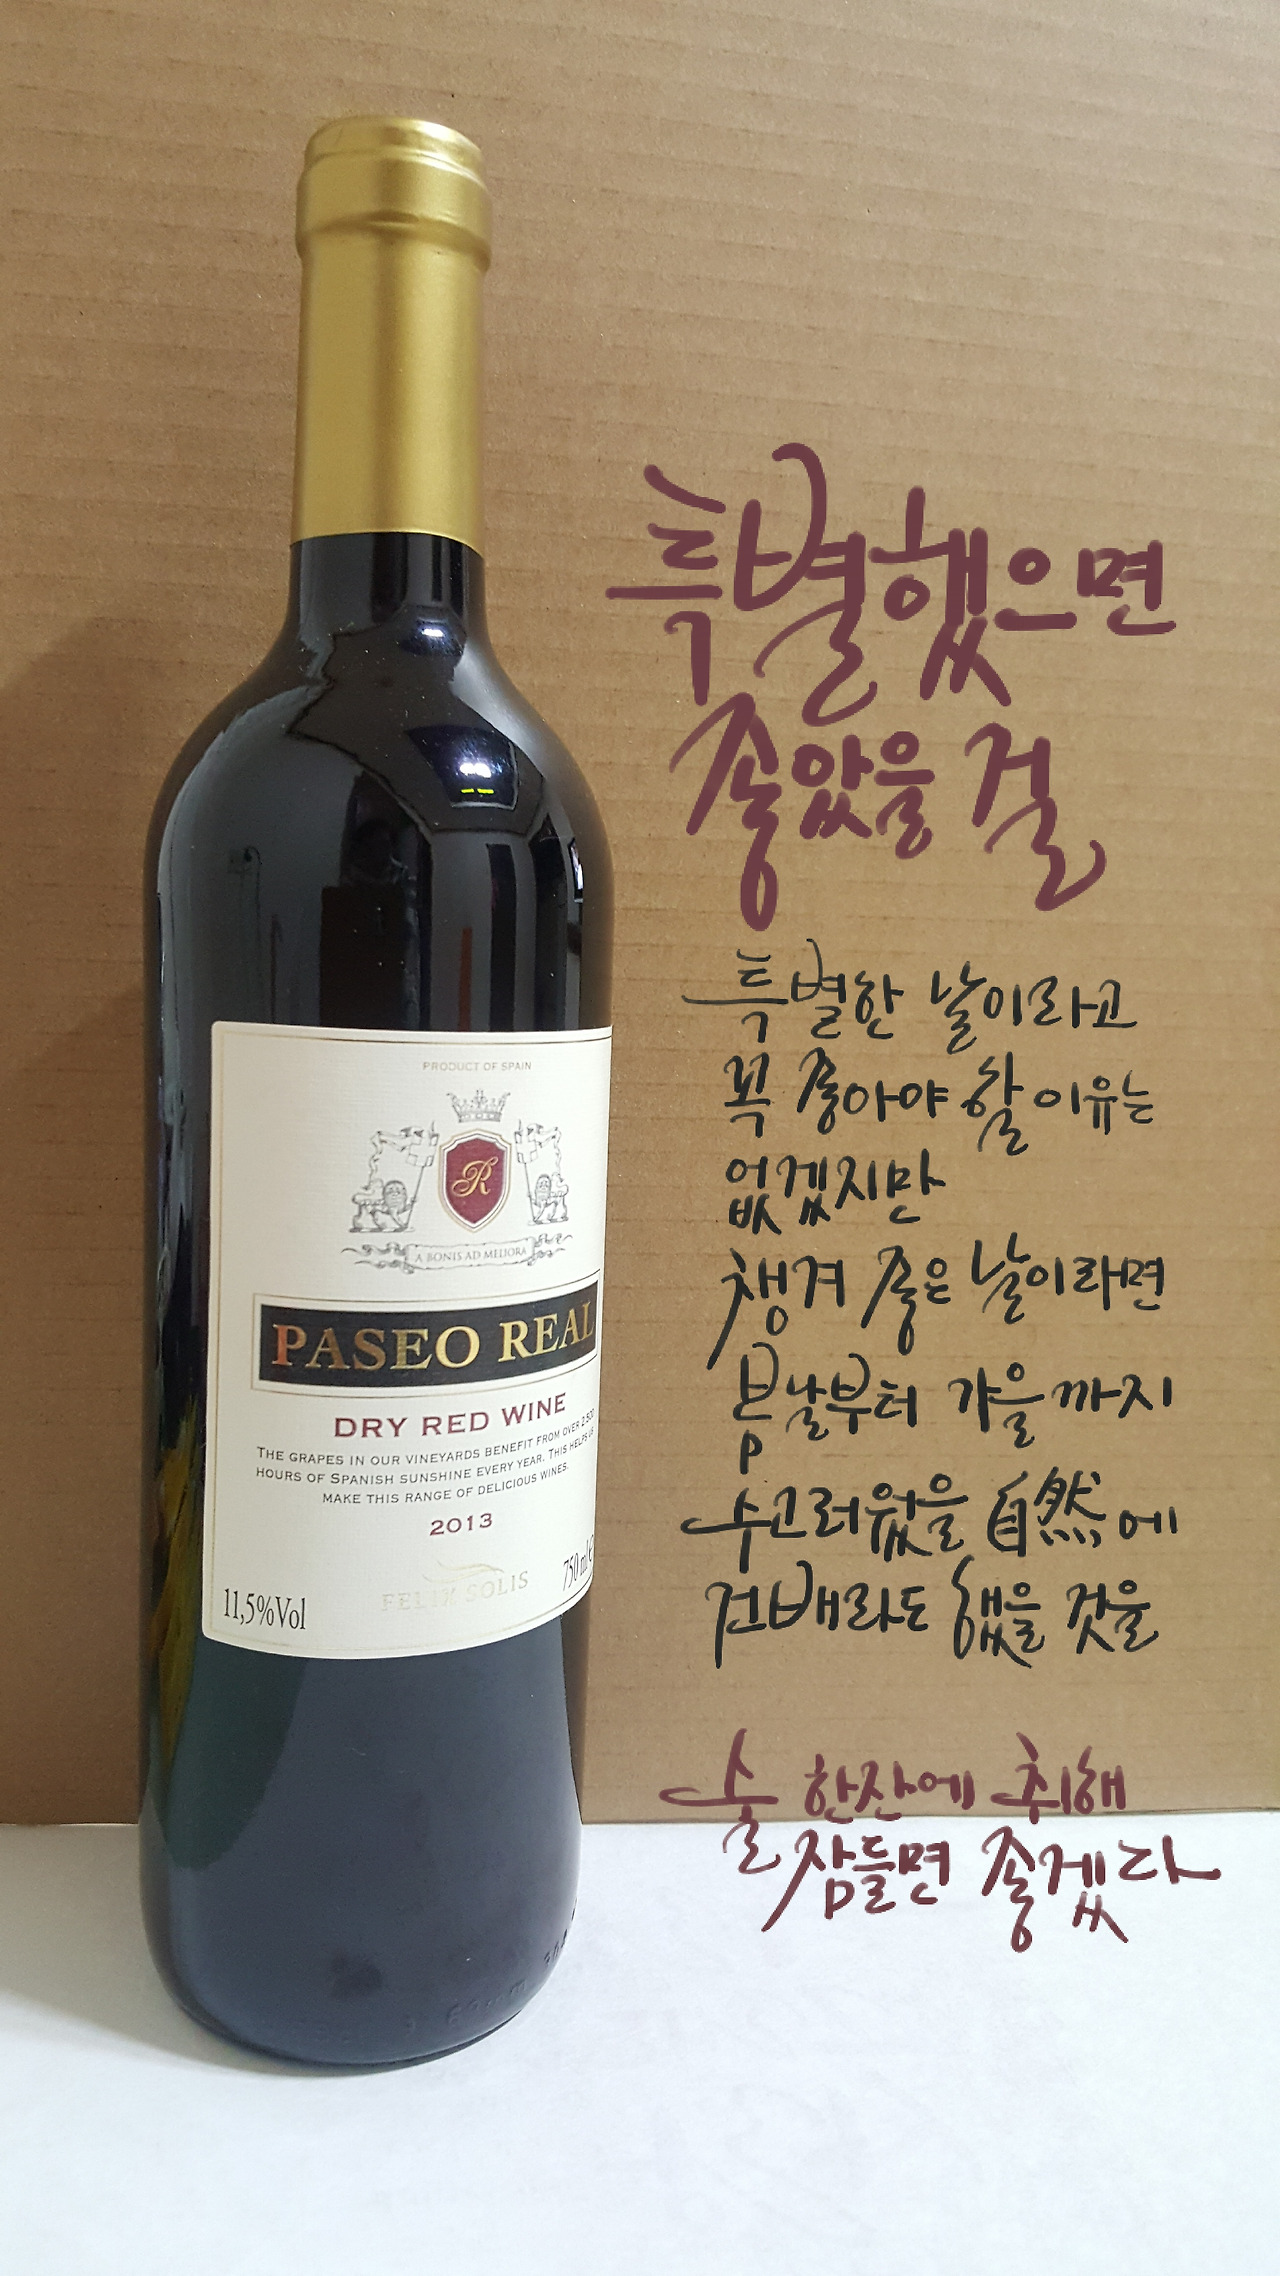 PRODUCT OF SPAIN
R
A BONIS AD MELIORA
PASEO REAL
DRY RED WINE
THE GRAPES IN OUR VINEYARDS BENEFIT FROM OVER 2.500
HOURS OF SPANISH SUNSHINE EVERY YEAR. THIS HELPS US
MAKE THIS RANGE OF DELICIOUS WINES.
2013
FELIX SOLIS
11,5%Vol
750 ml
특별했으면
좋았을 걸
특별한 날이라고
꼭 좋아야 할 이유는
없겠지만
챙겨 좋은 날이라면
봄날부터 가을까지
수고러웠을 自然에
건배라도 했을 것을
술 한잔에 취해
잠들면 좋겠다